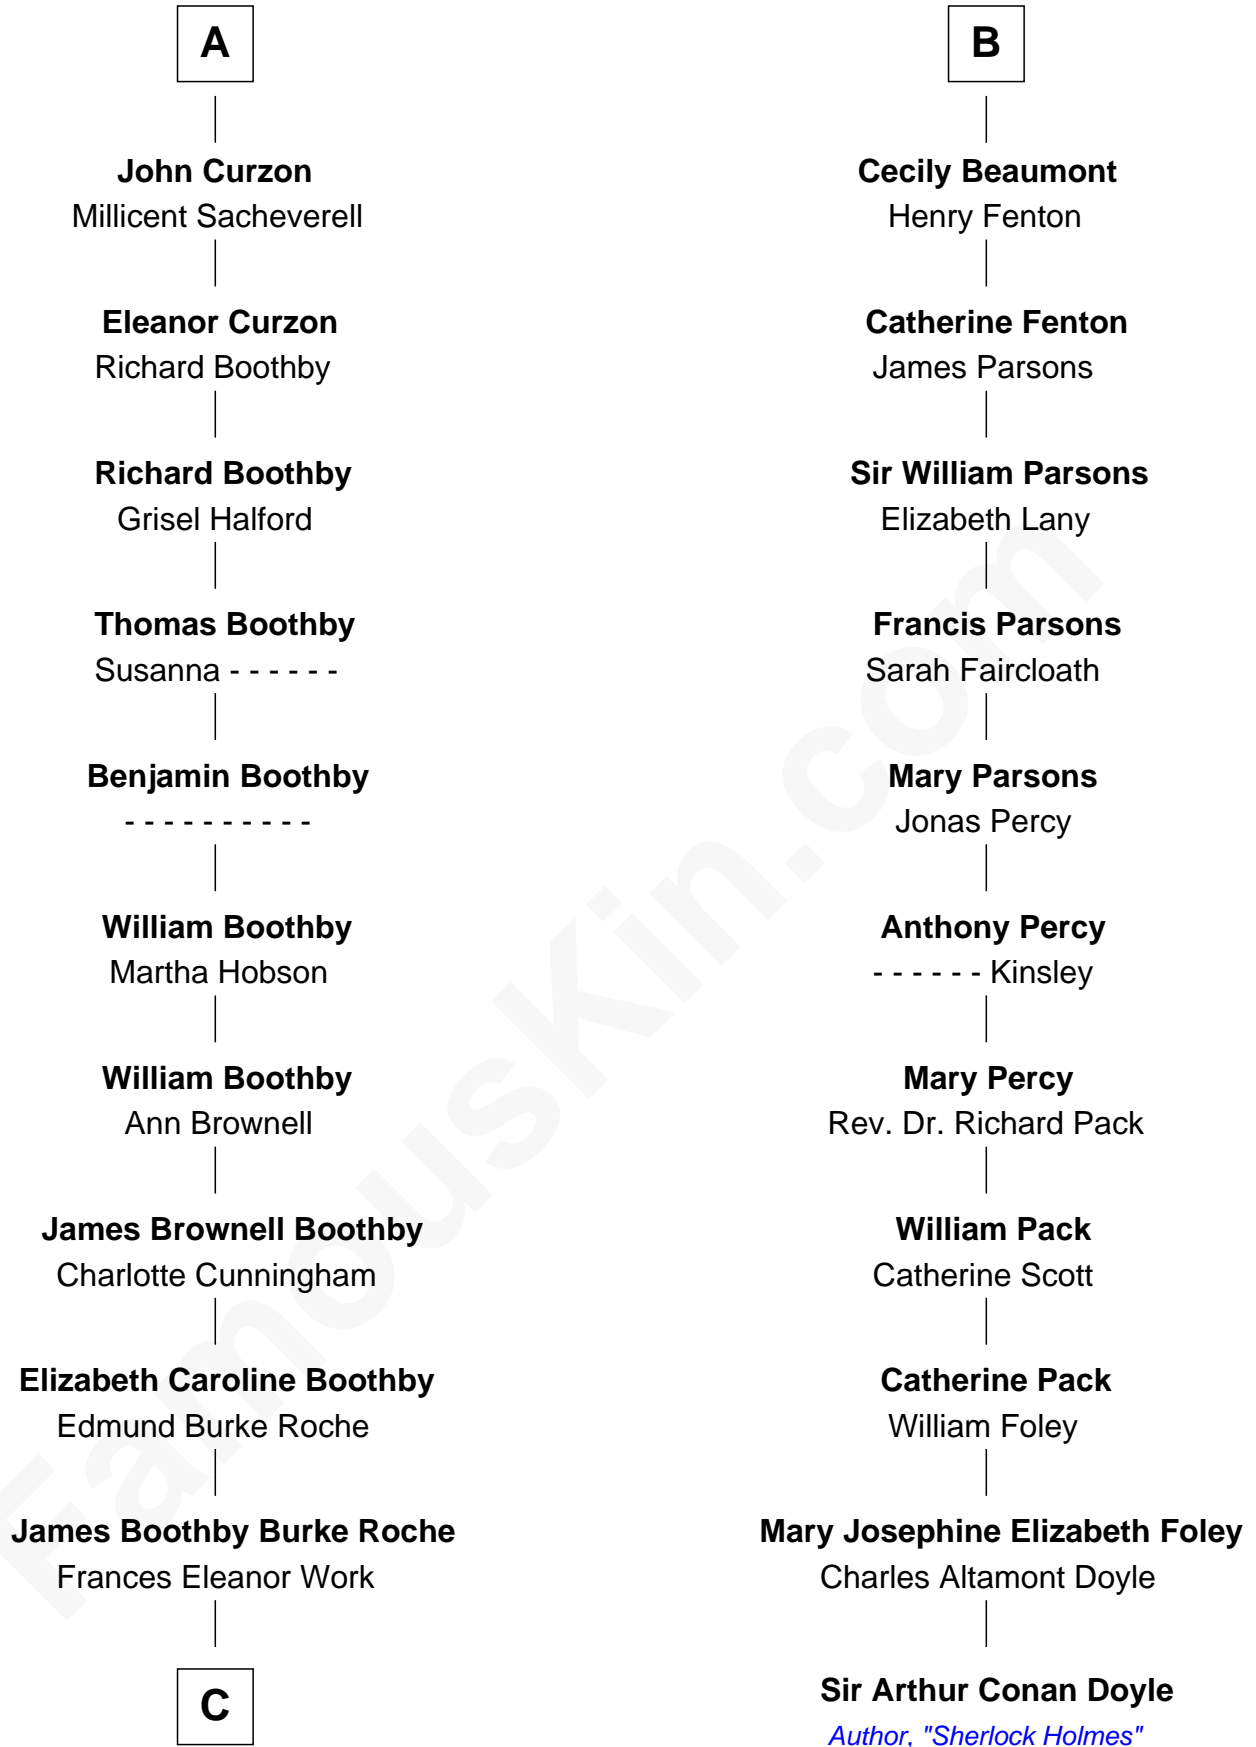 A
John Curzon
Millicent Sacheverell
Eleanor Curzon
Richard Boothby
Richard Boothby
Grisel Halford
Thomas Boothby
Susanna - - - - - -
Benjamin Boothby
- - - - - - - - - -
William Boothby
Martha Hobson
William Boothby
Ann Brownell
James Brownell Boothby
Charlotte Cunningham
Elizabeth Caroline Boothby
Edmund Burke Roche
James Boothby Burke Roche
Frances Eleanor Work
C
B
Cecily Beaumont
Henry Fenton
Catherine Fenton
James Parsons
Sir William Parsons
Elizabeth Lany
Francis Parsons
Sarah Faircloath
Mary Parsons
Jonas Percy
Anthony Percy
- - - - - - Kinsley
Mary Percy
Rev. Dr. Richard Pack
William Pack
Catherine Scott
Catherine Pack
William Foley
Mary Josephine Elizabeth Foley
Charles Altamont Doyle
Sir Arthur Conan Doyle
Author, "Sherlock Holmes"
FamousKin.com